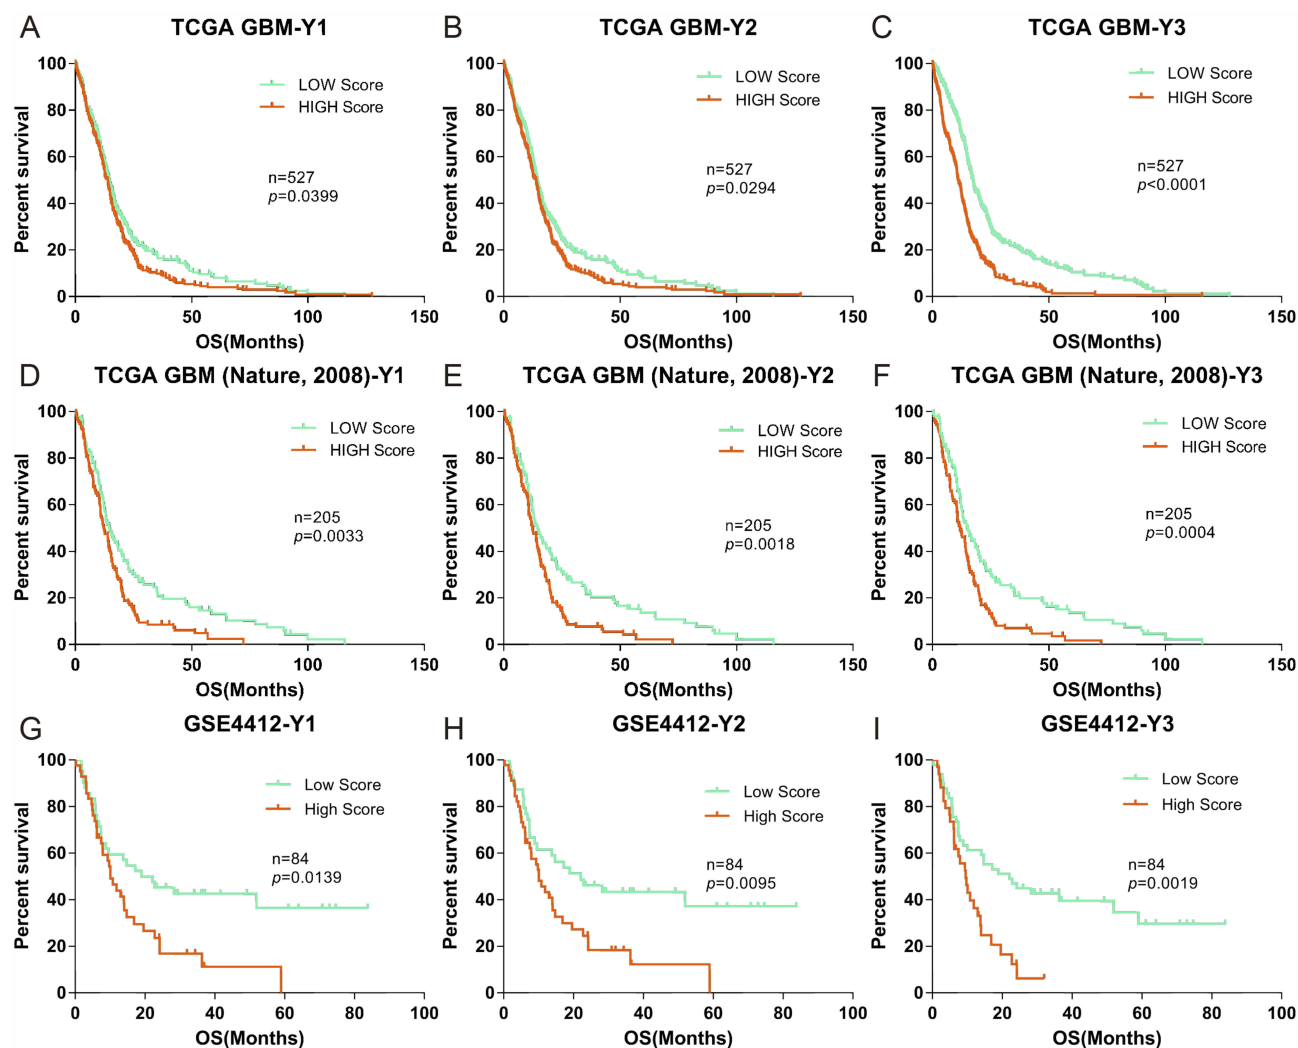 A TCGA GBM-Y1
100
80
60
40
20
0
Percent survival
LOW Score
HIGH Score
n=527
p=0.0399
0 50 100 150
OS(Months)
B TCGA GBM-Y2
100
80
60
40
20
0
Percent survival
LOW Score
HIGH Score
n=527
p=0.0294
0 50 100 150
OS(Months)
C TCGA GBM-Y3
100
80
60
40
20
0
Percent survival
LOW Score
HIGH Score
n=527
p<0.0001
0 50 100 150
OS(Months)
D TCGA GBM (Nature, 2008)-Y1
100
80
60
40
20
0
Percent survival
LOW Score
HIGH Score
n=205
p=0.0033
0 50 100 150
OS(Months)
E TCGA GBM (Nature, 2008)-Y2
100
80
60
40
20
0
Percent survival
LOW Score
HIGH Score
n=205
p=0.0018
0 50 100 150
OS(Months)
F TCGA GBM (Nature, 2008)-Y3
100
80
60
40
20
0
Percent survival
LOW Score
HIGH Score
n=205
p=0.0004
0 50 100 150
OS(Months)
G GSE4412-Y1
100
80
60
40
20
0
Percent survival
Low Score
High Score
n=84
p=0.0139
0 20 40 60 80 100
OS(Months)
H GSE4412-Y2
100
80
60
40
20
0
Percent survival
Low Score
High Score
n=84
p=0.0095
0 20 40 60 80 100
OS(Months)
I GSE4412-Y3
100
80
60
40
20
0
Percent survival
Low Score
High Score
n=84
p=0.0019
0 20 40 60 80 100
OS(Months)